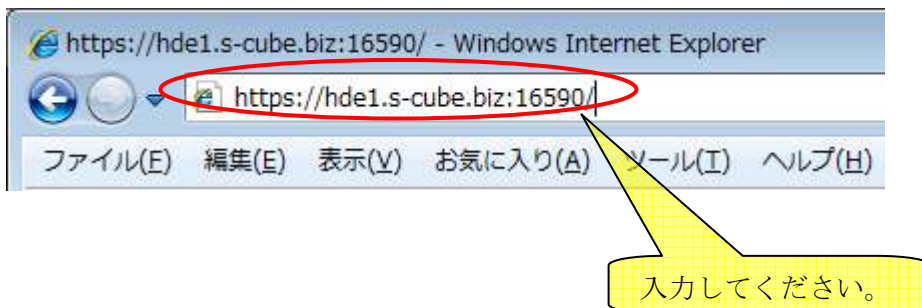 https://hde1.s-cube.biz:16590/ - Windows Internet Explorer
https://hde1.s-cube.biz:16590/
ファイル(F) 編集(E) 表示(V) お気に入り(A) ツール(T) ヘルプ(H)
入力してください。